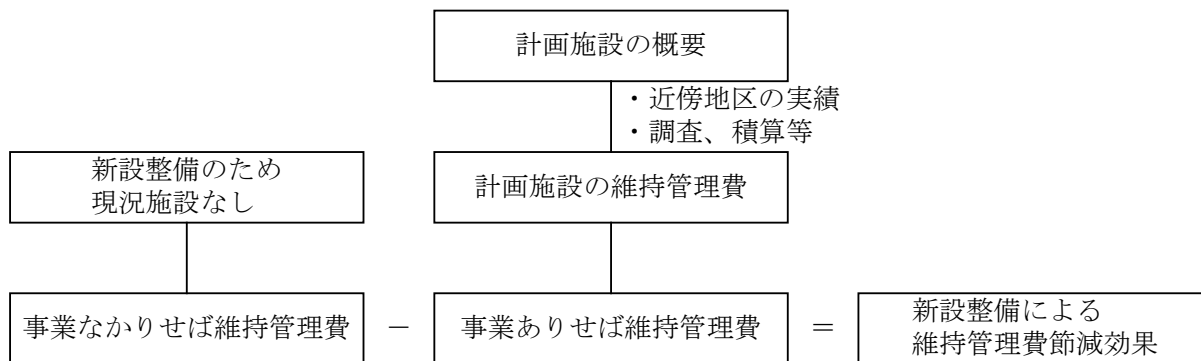 計画施設の概要
・近傍地区の実績
・調査、積算等
新設整備のため
現況施設なし
計画施設の維持管理費
事業なかりせば維持管理費 － 事業ありせば維持管理費 ＝ 新設整備による
維持管理費節減効果